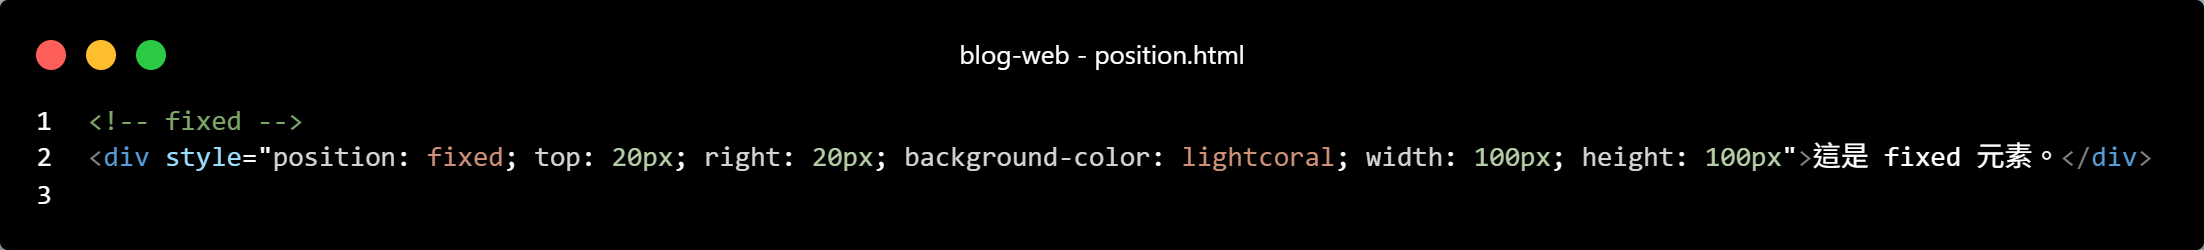 blog-web - position.html
1 <!-- fixed -->
2 <div style="position: fixed; top: 20px; right: 20px; background-color: lightcoral; width: 100px; height: 100px">這是 fixed 元素。</div>
3